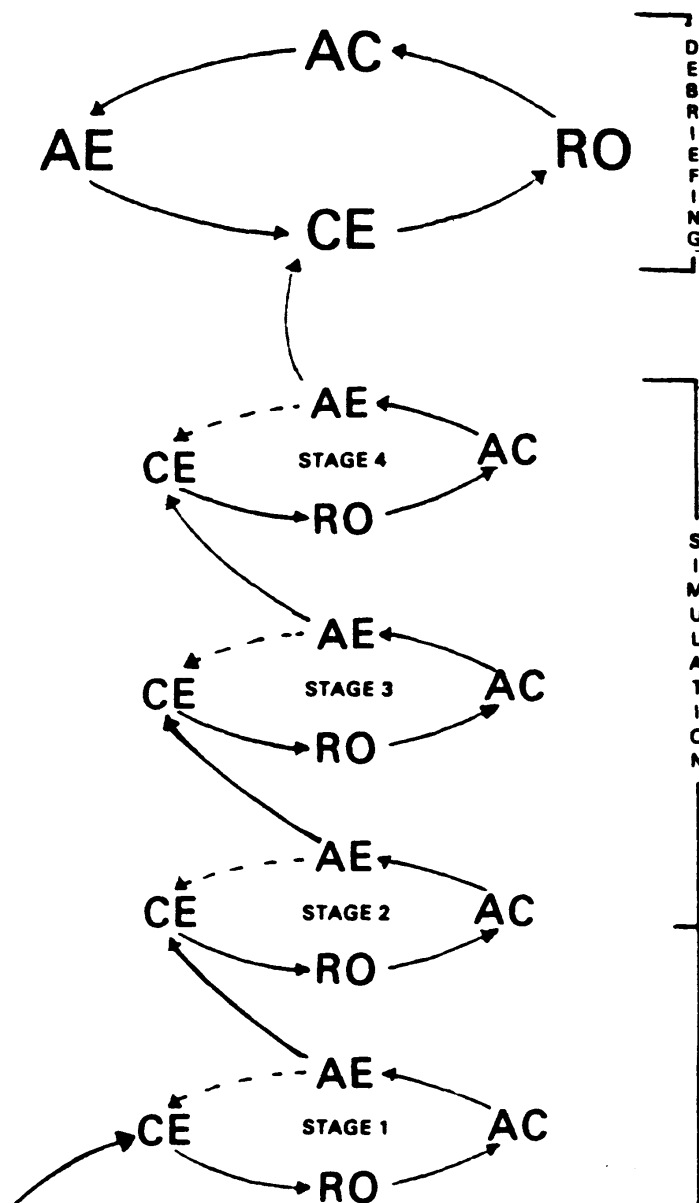 AC
AE
RO
CE
DEBRIEFING
AE
CE
STAGE 4
AC
RO
AE
CE
STAGE 3
AC
RO
AE
CE
STAGE 2
AC
RO
AE
CE
STAGE 1
AC
RO
SIMULATION